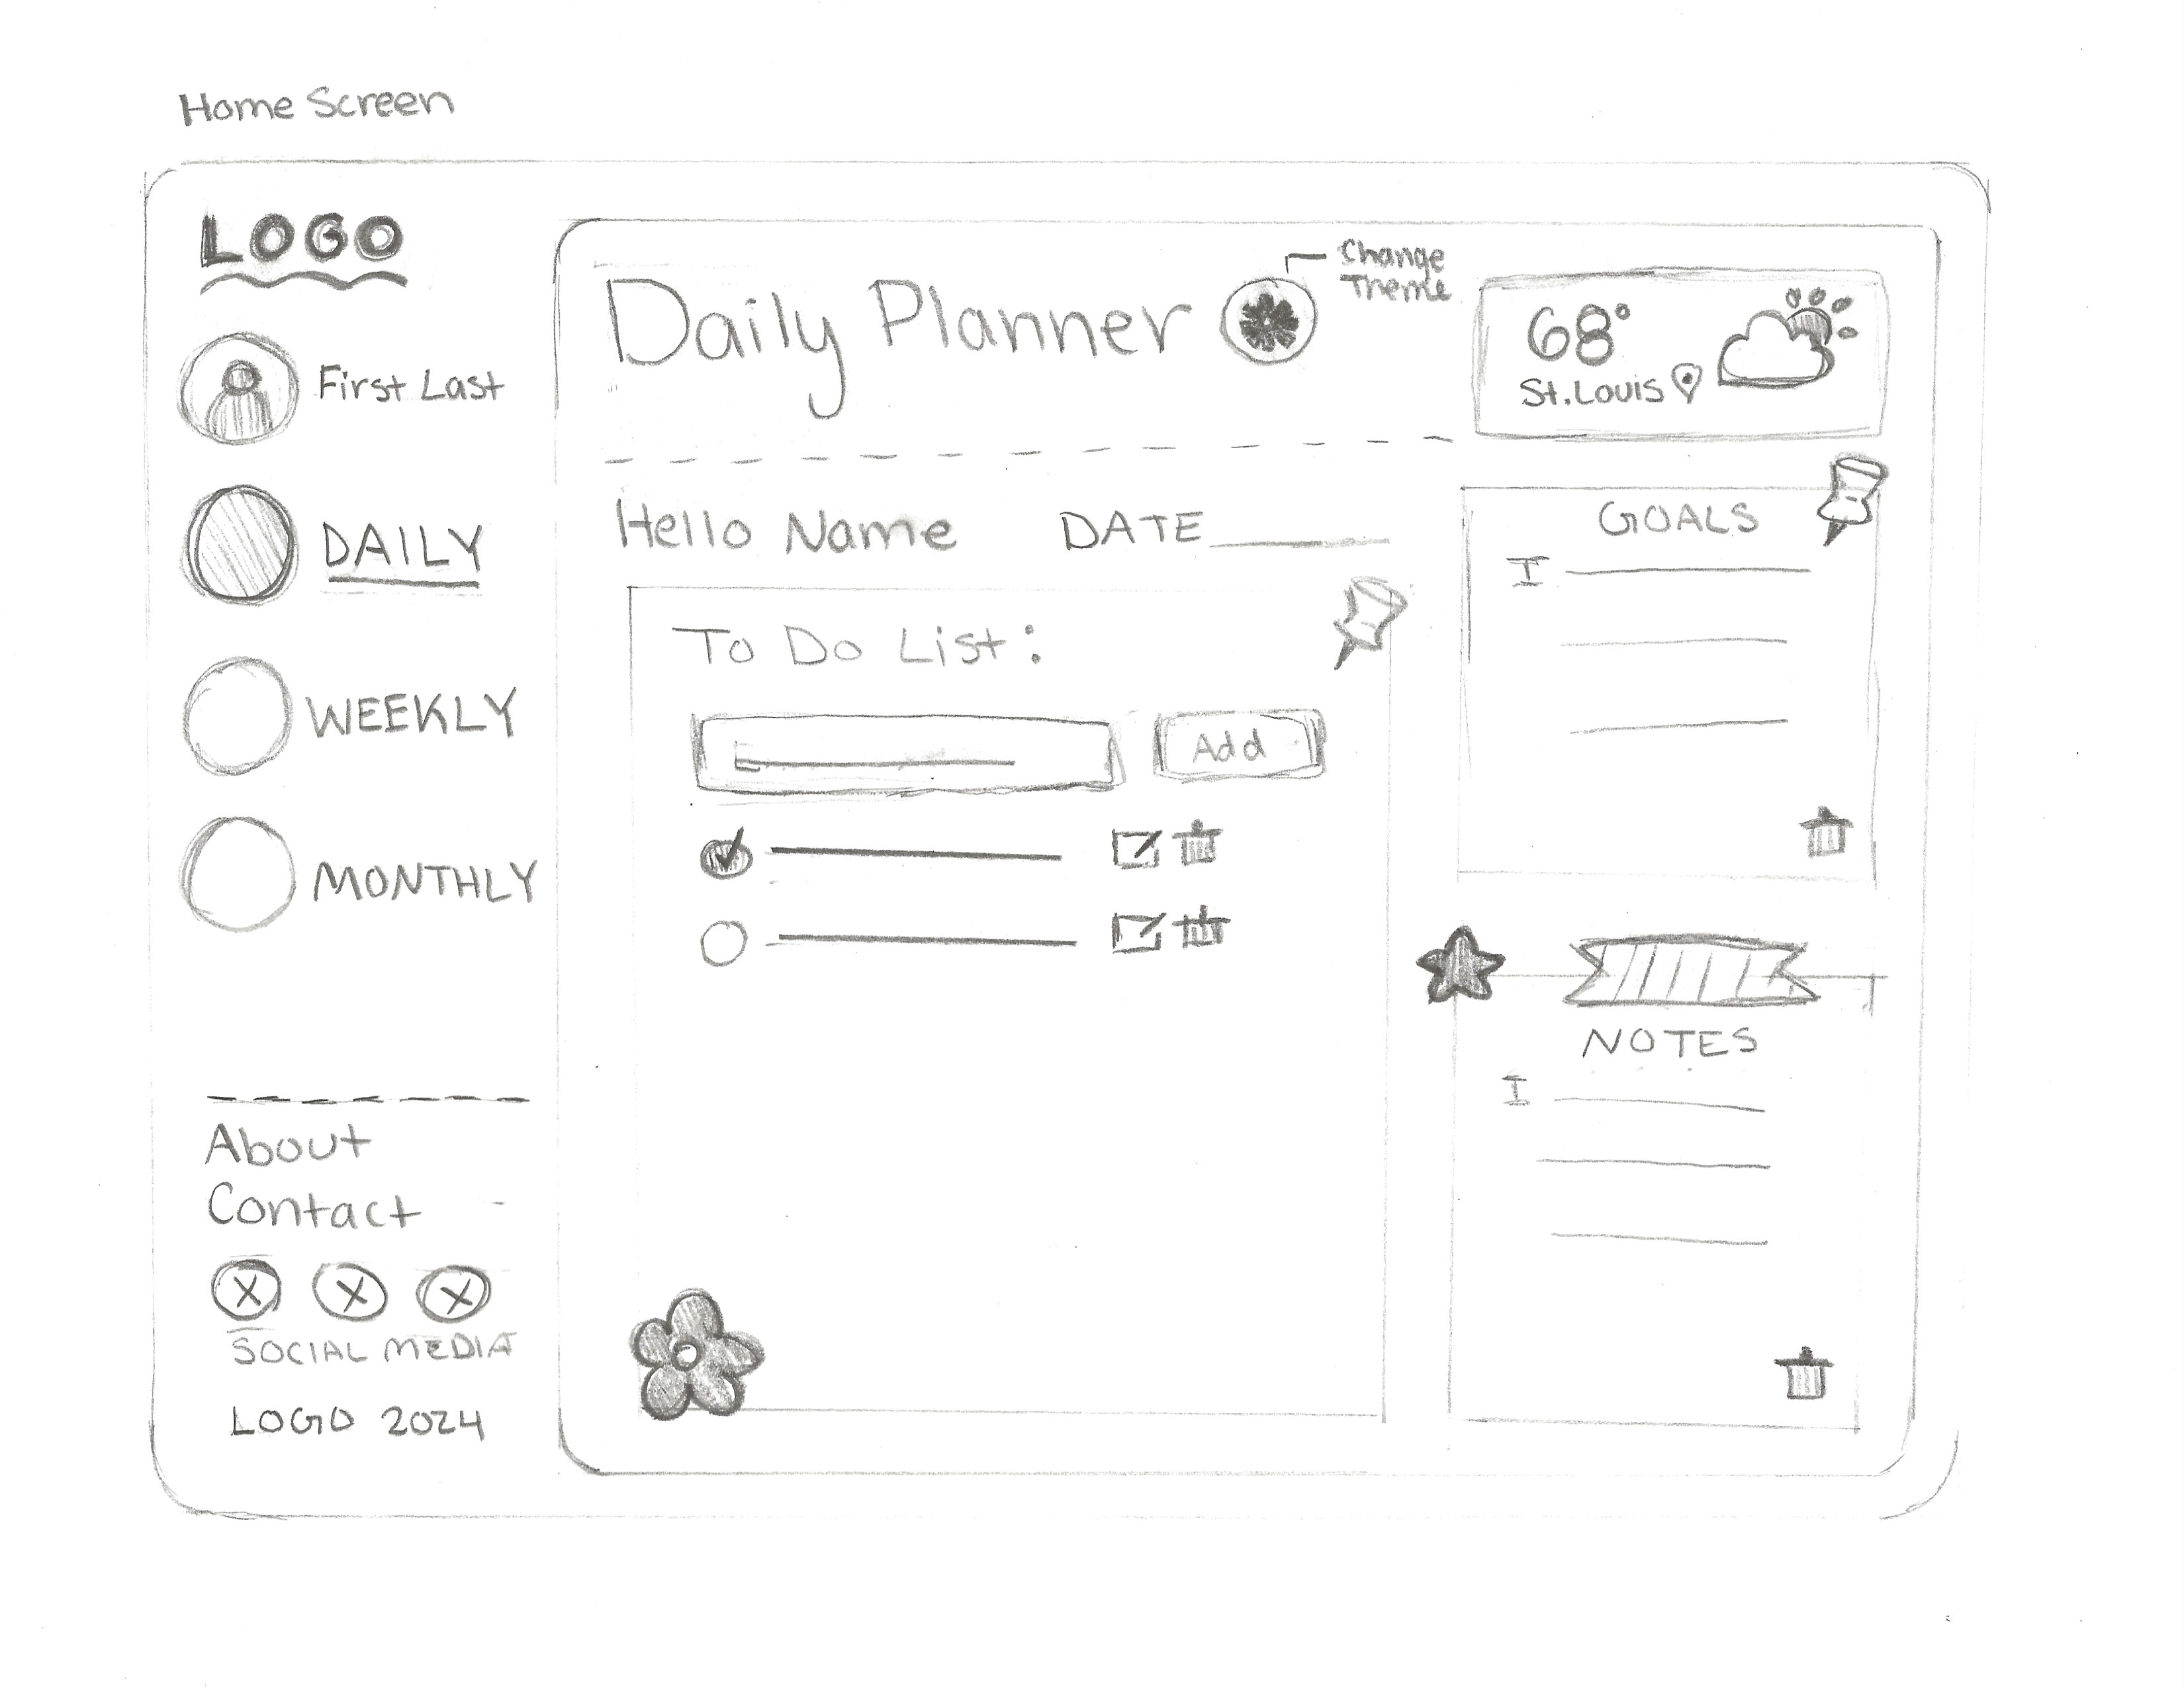 Home Screen
LOGO
First Last
DAILY
WEEKLY
MONTHLY
About
Contact
X X X
SOCIAL MEDIA
LOGO 2024
Daily Planner
Change
Theme
68°
St. Louis
Hello Name DATE
To Do List:
Add
GOALS
I
NOTES
I